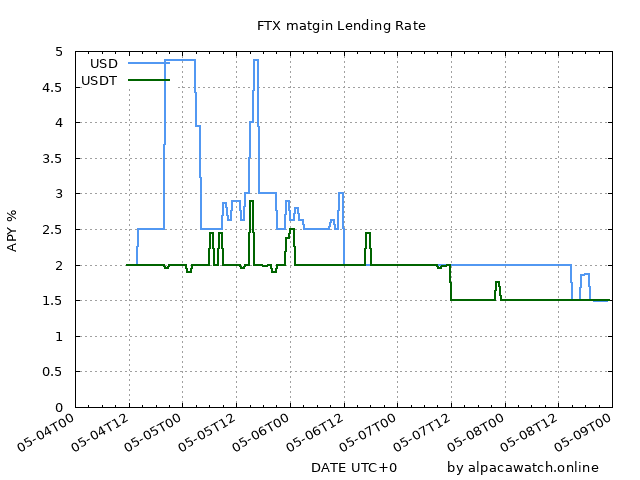 FTX matgin Lending Rate
5
4.5
4
3.5
3
2.5
2
1.5
1
0.5
0
APY %
USD
USDT
05-04T00
05-04T12
05-05T00
05-05T12
05-06T00
05-06T12
05-07T00
05-07T12
05-08T00
05-08T12
05-09T00
DATE UTC+0
by alpacawatch.online